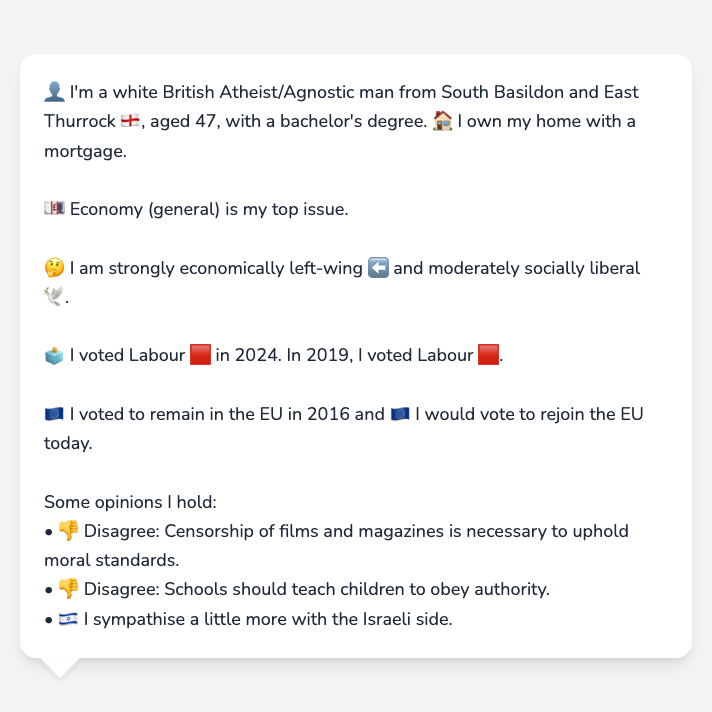 👤 I'm a white British Atheist/Agnostic man from South Basildon and East
Thurrock 🏴󠁧󠁢󠁥󠁮󠁧󠁿, aged 47, with a bachelor's degree. 🏠 I own my home with a
mortgage.
💷 Economy (general) is my top issue.
🤔 I am strongly economically left-wing ⬅️ and moderately socially liberal
🕊️.
🗳️ I voted Labour 🟥 in 2024. In 2019, I voted Labour 🟥.
🇪🇺 I voted to remain in the EU in 2016 and 🇪🇺 I would vote to rejoin the EU
today.
Some opinions I hold:
• 👎 Disagree: Censorship of films and magazines is necessary to uphold
moral standards.
• 👎 Disagree: Schools should teach children to obey authority.
• 🇮🇱 I sympathise a little more with the Israeli side.